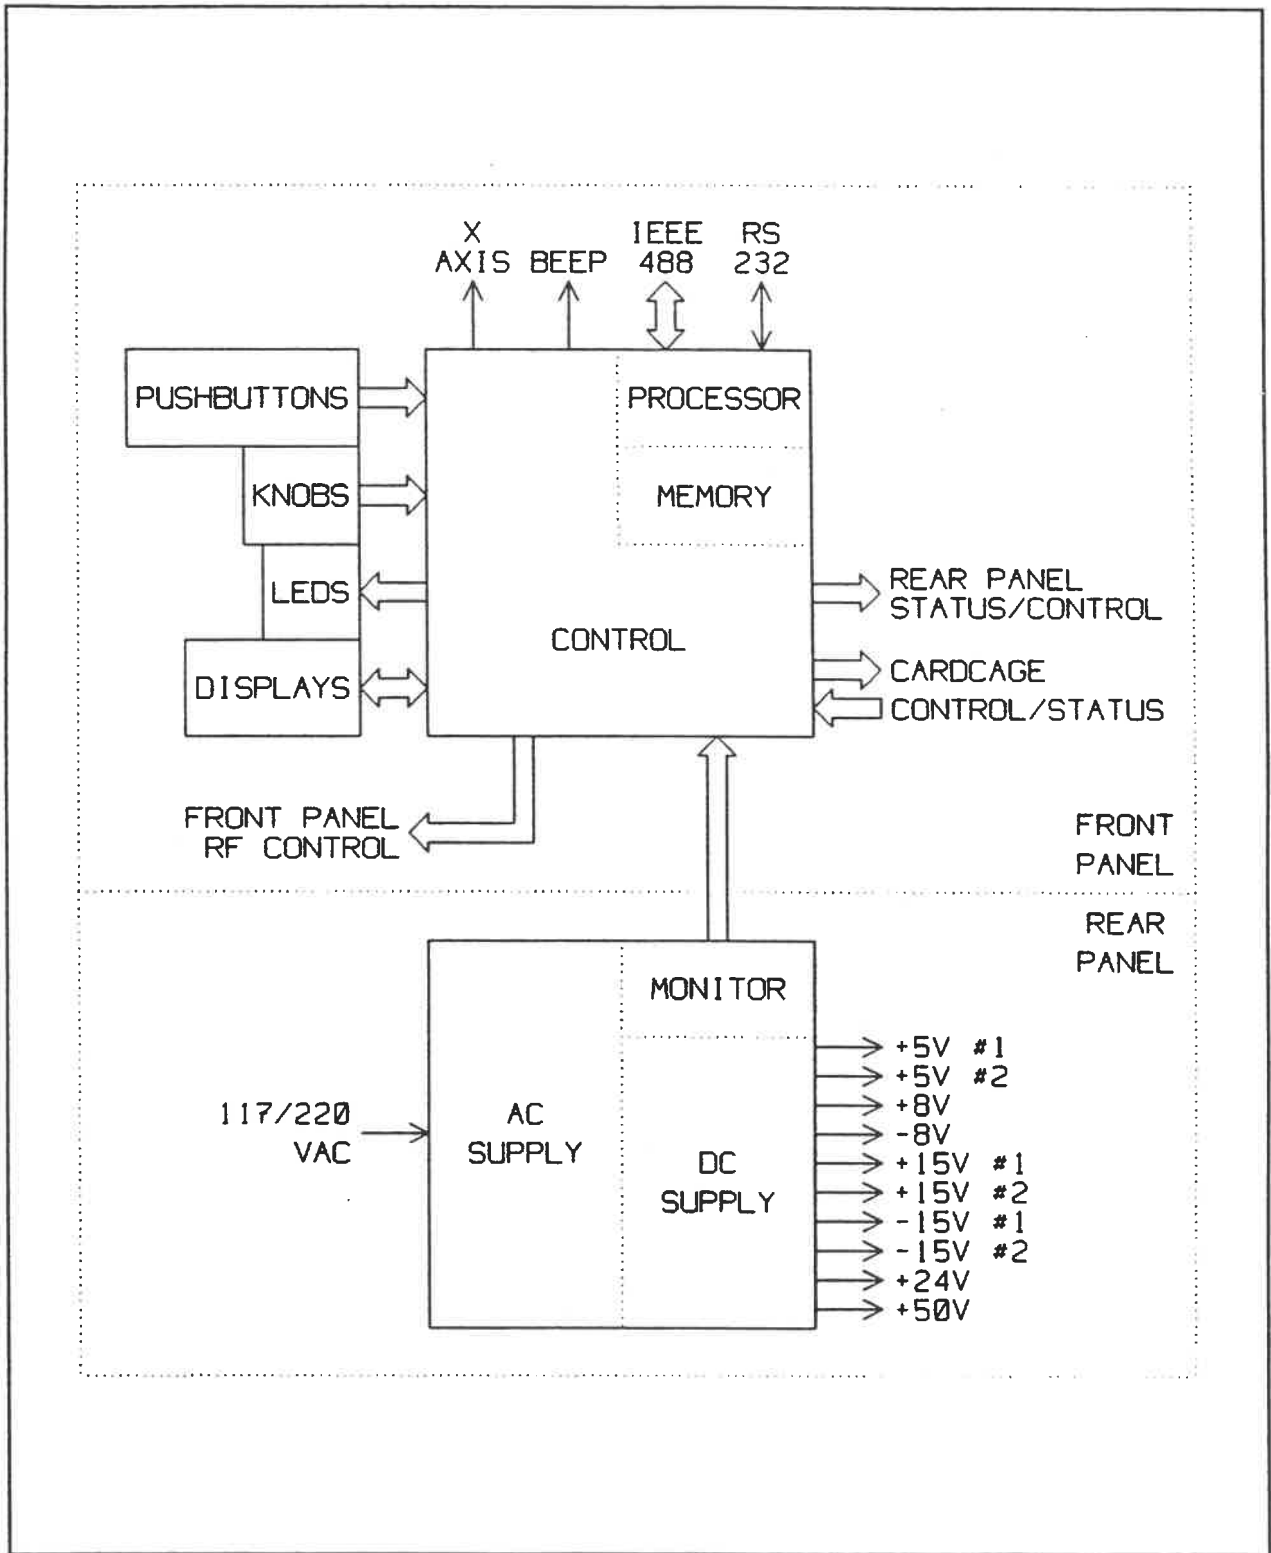 X
AXIS
BEEP
IEEE
488
RS
232
PUSHBUTTONS
PROCESSOR
KNOBS
MEMORY
LEDS
REAR PANEL
STATUS/CONTROL
CONTROL
DISPLAYS
CARDCAGE
CONTROL/STATUS
FRONT PANEL
RF CONTROL
FRONT
PANEL
REAR
PANEL
MONITOR
117/220
VAC
AC
SUPPLY
DC
SUPPLY
+5V #1
+5V #2
+8V
-8V
+15V #1
+15V #2
-15V #1
-15V #2
+24V
+50V